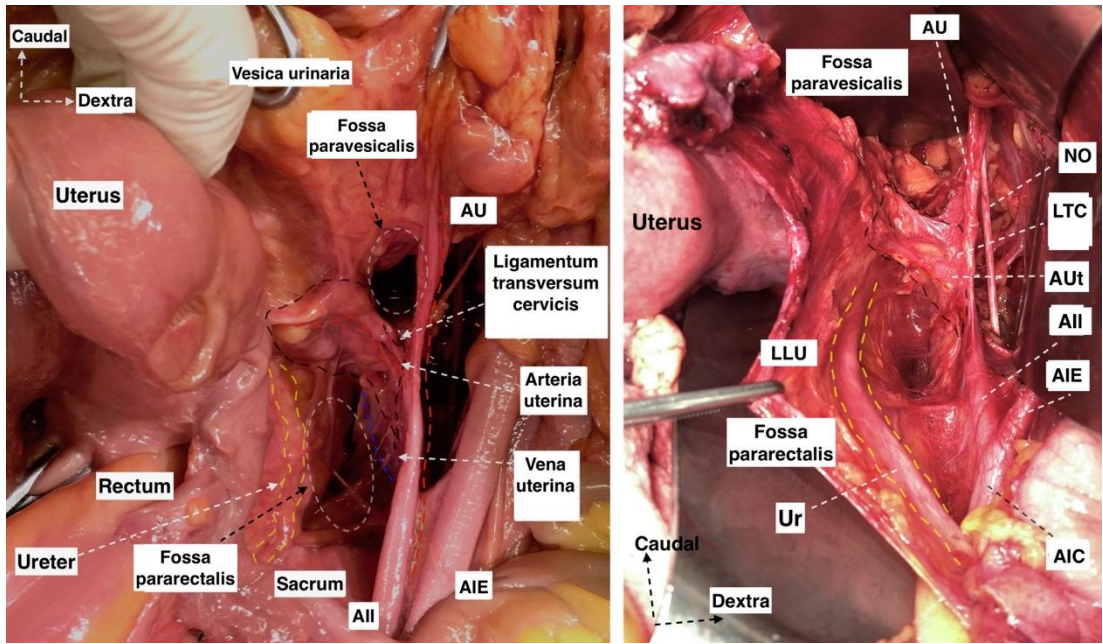 Caudal
Dextra
Vesica urinaria
Fossa
paravesicalis
Uterus
AU
Ligamentum
transversum
cervicis
Arteria
uterina
Vena
uterina
Rectum
Ureter
Fossa
pararectalis
Sacrum
AII
AIE
AU
Fossa
paravesicalis
NO
LTC
Uterus
AUt
AII
LLU
AIE
Fossa
pararectalis
Ur
Caudal
AIC
Dextra